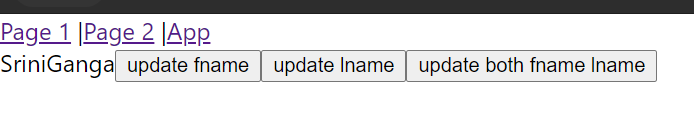 Page 1 |Page 2 |App
SriniGanga update fname update lname update both fname lname